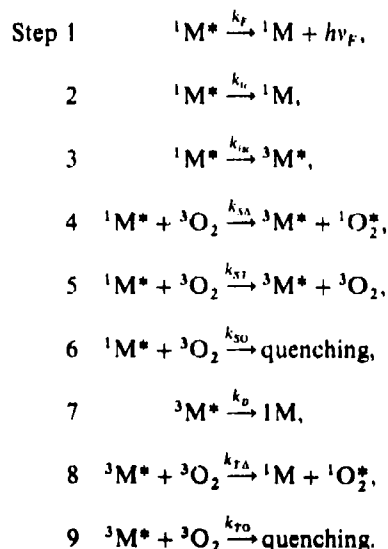 Step 1 ¹M* —k_F→ ¹M + hν_F,
2 ¹M* —k_ic→ ¹M,
3 ¹M* —k_isc→ ³M*,
4 ¹M* + ³O₂ —k_SΔ→ ³M* + ¹O₂*,
5 ¹M* + ³O₂ —k_ST→ ³M* + ³O₂,
6 ¹M* + ³O₂ —k_SO→ quenching,
7 ³M* —k_D→ 1M,
8 ³M* + ³O₂ —k_TΔ→ ¹M + ¹O₂*,
9 ³M* + ³O₂ —k_TO→ quenching.